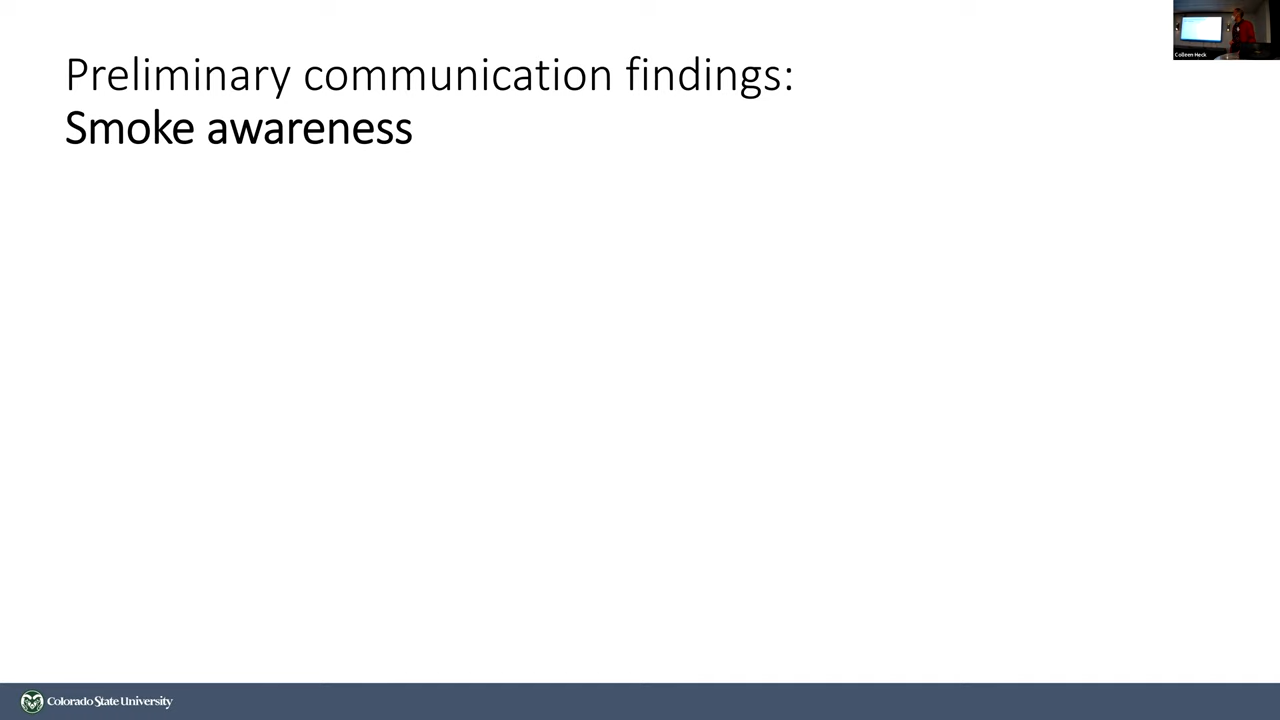 Colleen Heck
Preliminary communication findings:
Smoke awareness
Colorado State University